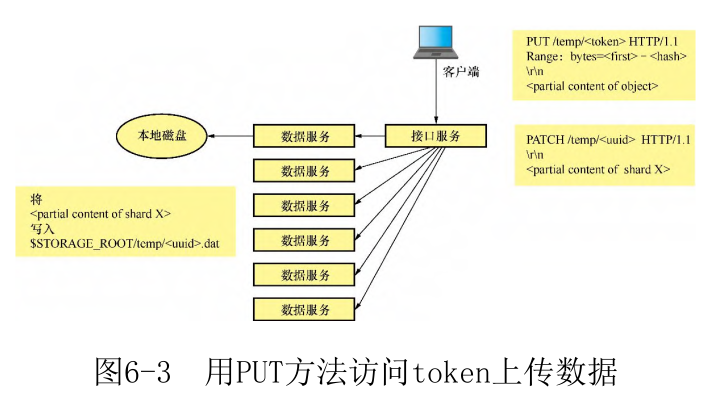 客户端
PUT /temp/<token> HTTP/1.1
Range: bytes=<first>-<hash>
\r\n
<partial content of object>
本地磁盘
数据服务
接口服务
PATCH /temp/<uuid> HTTP/1.1
\r\n
<partial content of shard X>
数据服务
数据服务
数据服务
数据服务
数据服务
将
<partial content of shard X>
写入
$STORAGE_ROOT/temp/<uuid>.dat
图6-3 用PUT方法访问token上传数据